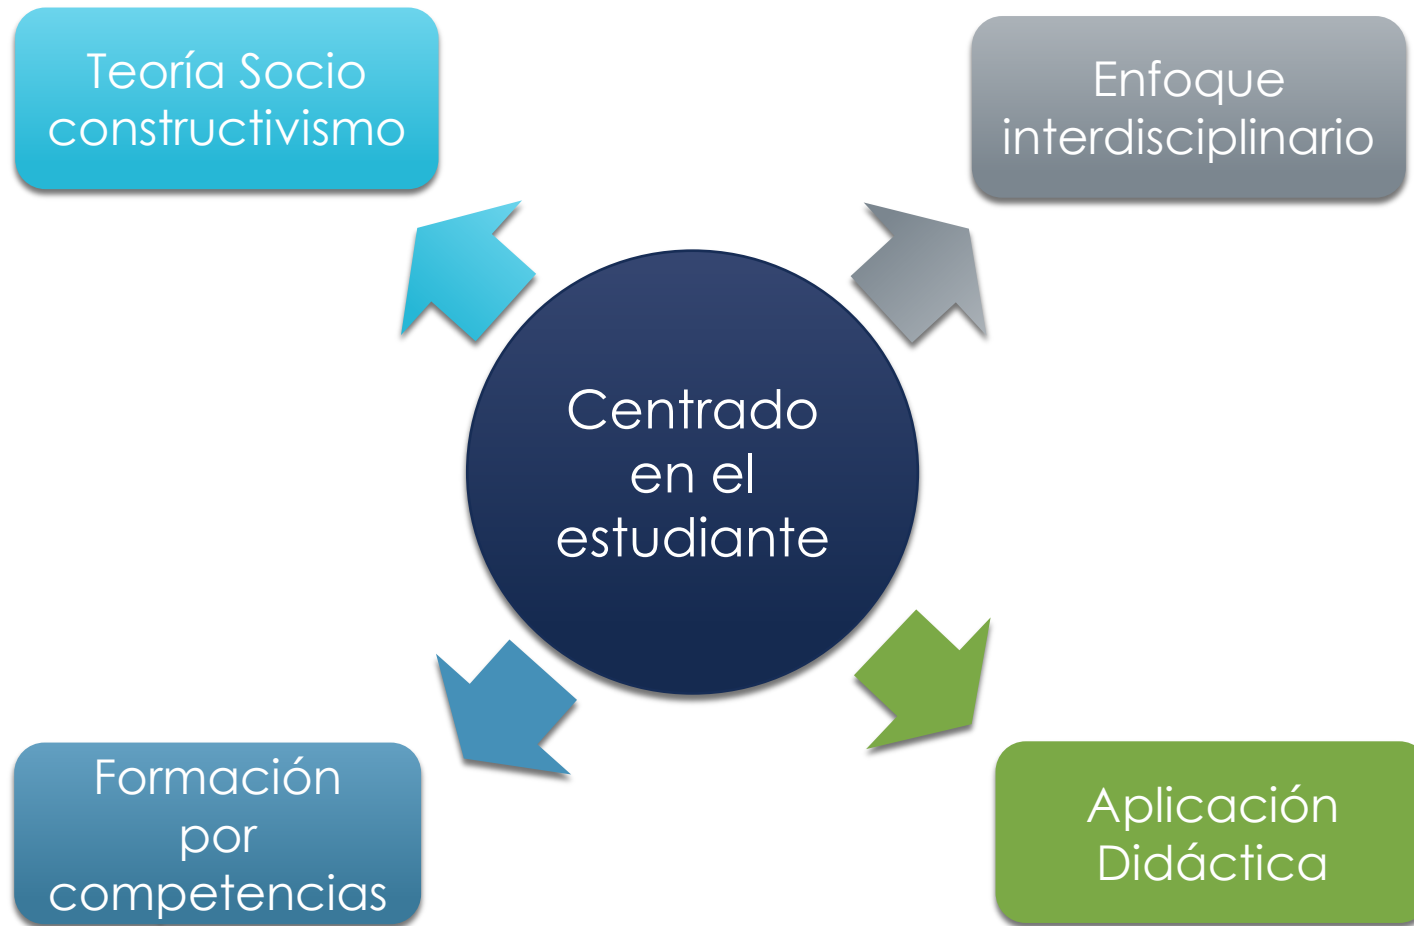 Teoría Socio
constructivismo
Enfoque
interdisciplinario
Centrado
en el
estudiante
Formación
por
competencias
Aplicación
Didáctica